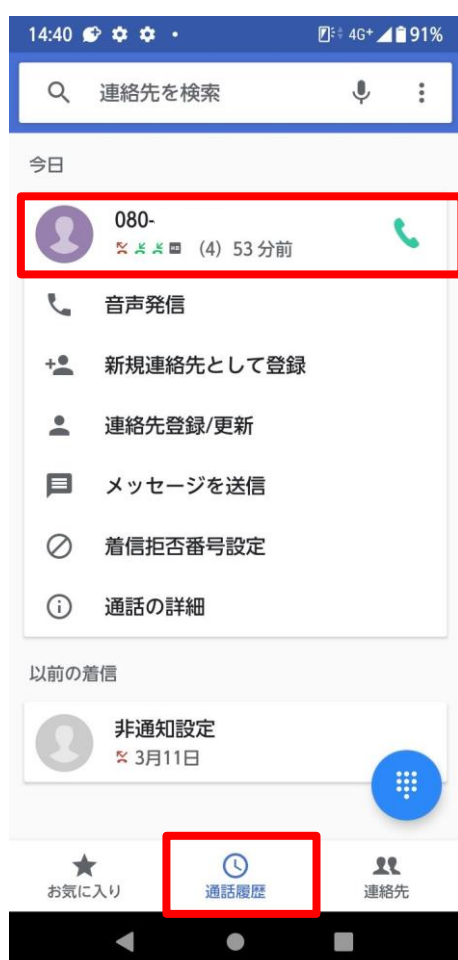 14:40 4G+ 91%
連絡先を検索
今日
080-
(4) 53 分前
音声発信
新規連絡先として登録
連絡先登録/更新
メッセージを送信
着信拒否番号設定
通話の詳細
以前の着信
非通知設定
3月11日
お気に入り 通話履歴 連絡先